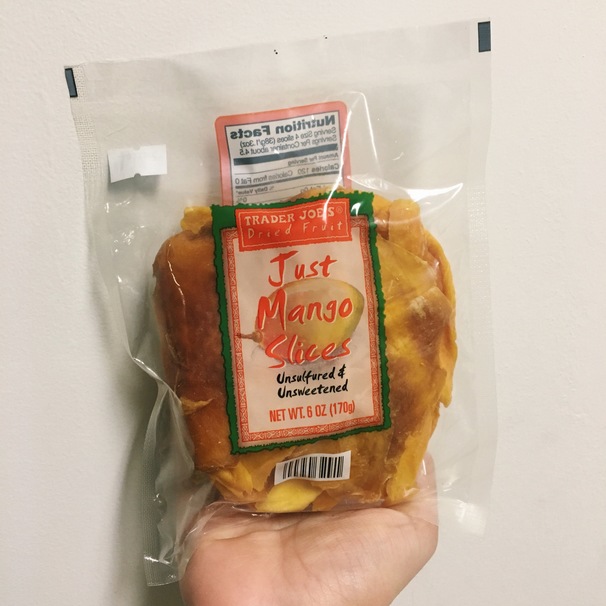 Nutrition Facts
Serving Size 4 slices (38g/1.3oz)
Servings Per Container about 4.5
Amount Per Serving
Calories 120 Calories from Fat 0
% Daily Value*
TRADER JOE'S®
Dried Fruit
Just
Mango
Slices
Unsulfured &
Unsweetened
NET WT. 6 OZ (170g)